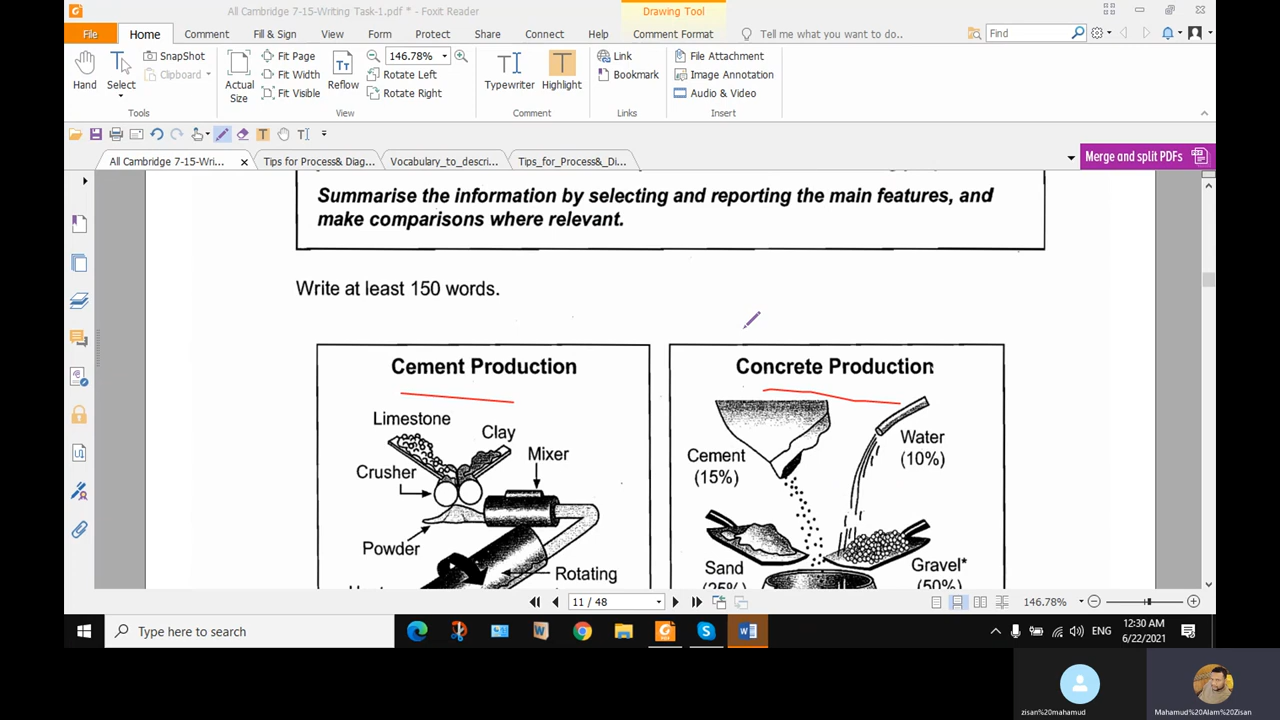 All Cambridge 7-15-Writing Task-1.pdf * - Foxit Reader
Drawing Tool
File
Home
Comment
Fill & Sign
View
Form
Protect
Share
Connect
Help
Comment Format
Tell me what you want to do..
Find
Hand
Select
SnapShot
Clipboard
Actual
Size
Fit Page
Fit Width
Fit Visible
Reflow
146.78%
Rotate Left
Rotate Right
Typewriter
Highlight
Link
Bookmark
File Attachment
Image Annotation
Audio & Video
Tools
View
Comment
Links
Insert
All Cambridge 7-15-Wri...
Tips for Process& Diag...
Vocabulary_to_descri...
Tips_for_Process&_Di...
Merge and split PDFs
Summarise the information by selecting and reporting the main features, and
make comparisons where relevant.
Write at least 150 words.
Cement Production
Limestone
Clay
Mixer
Crusher
Powder
Rotating
Concrete Production
Water
(10%)
Cement
(15%)
Sand
(25%)
Gravel*
(50%)
11 / 48
146.78%
Type here to search
ENG
12:30 AM
6/22/2021
zisan%20mahamud
Mahamud%20Alam%20Zisan